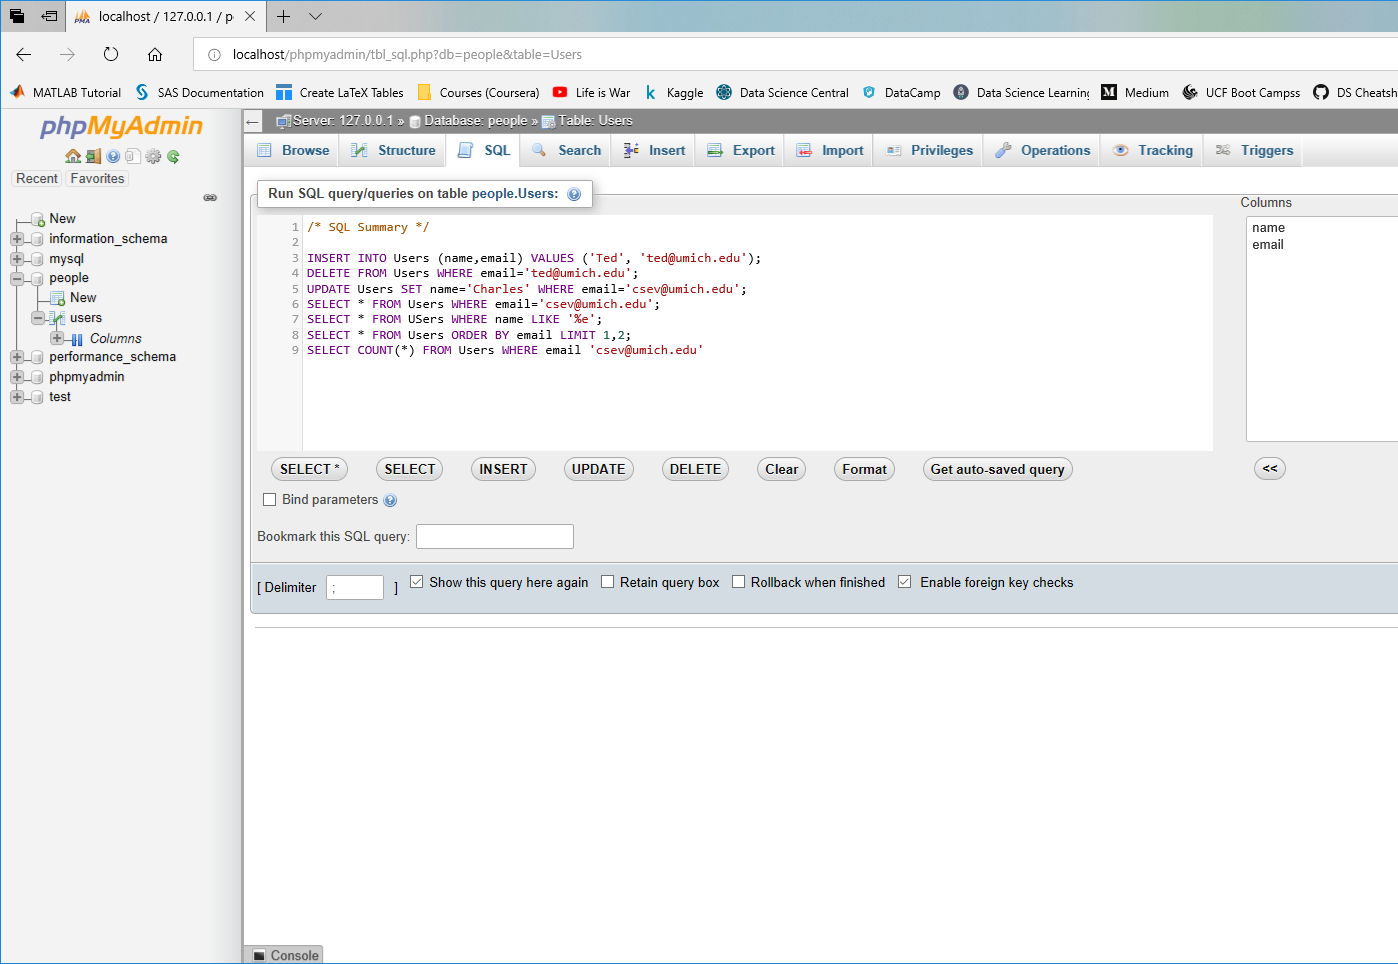 localhost / 127.0.0.1 / p
localhost/phpmyadmin/tbl_sql.php?db=people&table=Users
MATLAB Tutorial SAS Documentation Create LaTeX Tables Courses (Coursera) Life is War Kaggle Data Science Central DataCamp Data Science Learning Medium UCF Boot Campss DS Cheatsh
phpMyAdmin
Recent Favorites
New
information_schema
mysql
people
New
users
Columns
performance_schema
phpmyadmin
test
Server: 127.0.0.1 » Database: people » Table: Users
Browse Structure SQL Search Insert Export Import Privileges Operations Tracking Triggers
Run SQL query/queries on table people.Users:
1 /* SQL Summary */
2
3 INSERT INTO Users (name,email) VALUES ('Ted', 'ted@umich.edu');
4 DELETE FROM Users WHERE email='ted@umich.edu';
5 UPDATE Users SET name='Charles' WHERE email='csev@umich.edu';
6 SELECT * FROM Users WHERE email='csev@umich.edu';
7 SELECT * FROM USers WHERE name LIKE '%e';
8 SELECT * FROM Users ORDER BY email LIMIT 1,2;
9 SELECT COUNT(*) FROM Users WHERE email 'csev@umich.edu'
Columns
name
email
SELECT * SELECT INSERT UPDATE DELETE Clear Format Get auto-saved query <<
Bind parameters
Bookmark this SQL query:
[ Delimiter ; ] Show this query here again Retain query box Rollback when finished Enable foreign key checks
Console